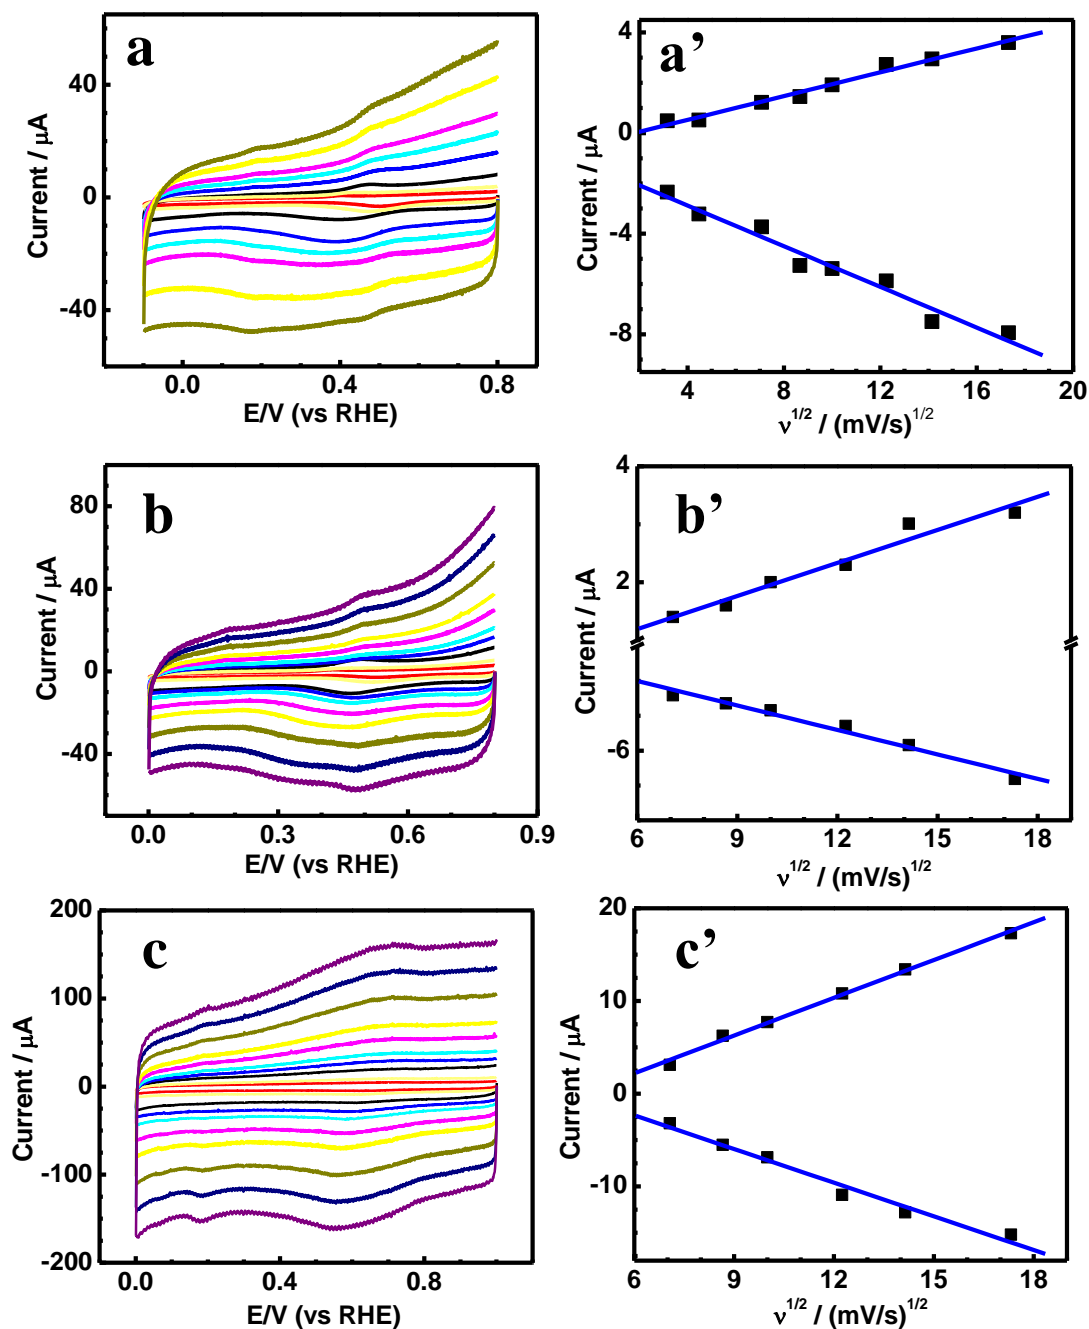 a
40
0
-40
Current / μA
0.0 0.4 0.8
E/V (vs RHE)
a’
4
0
-4
-8
Current / μA
4 8 12 16 20
ν1/2 / (mV/s)1/2
b
80
40
0
-40
Current / μA
0.0 0.3 0.6 0.9
E/V (vs RHE)
b’
4
2
-6
Current / μA
6 9 12 15 18
ν1/2 / (mV/s)1/2
c
200
100
0
-100
-200
Current / μA
0.0 0.4 0.8
E/V (vs RHE)
c’
20
10
0
-10
Current / μA
6 9 12 15 18
ν1/2 / (mV/s)1/2